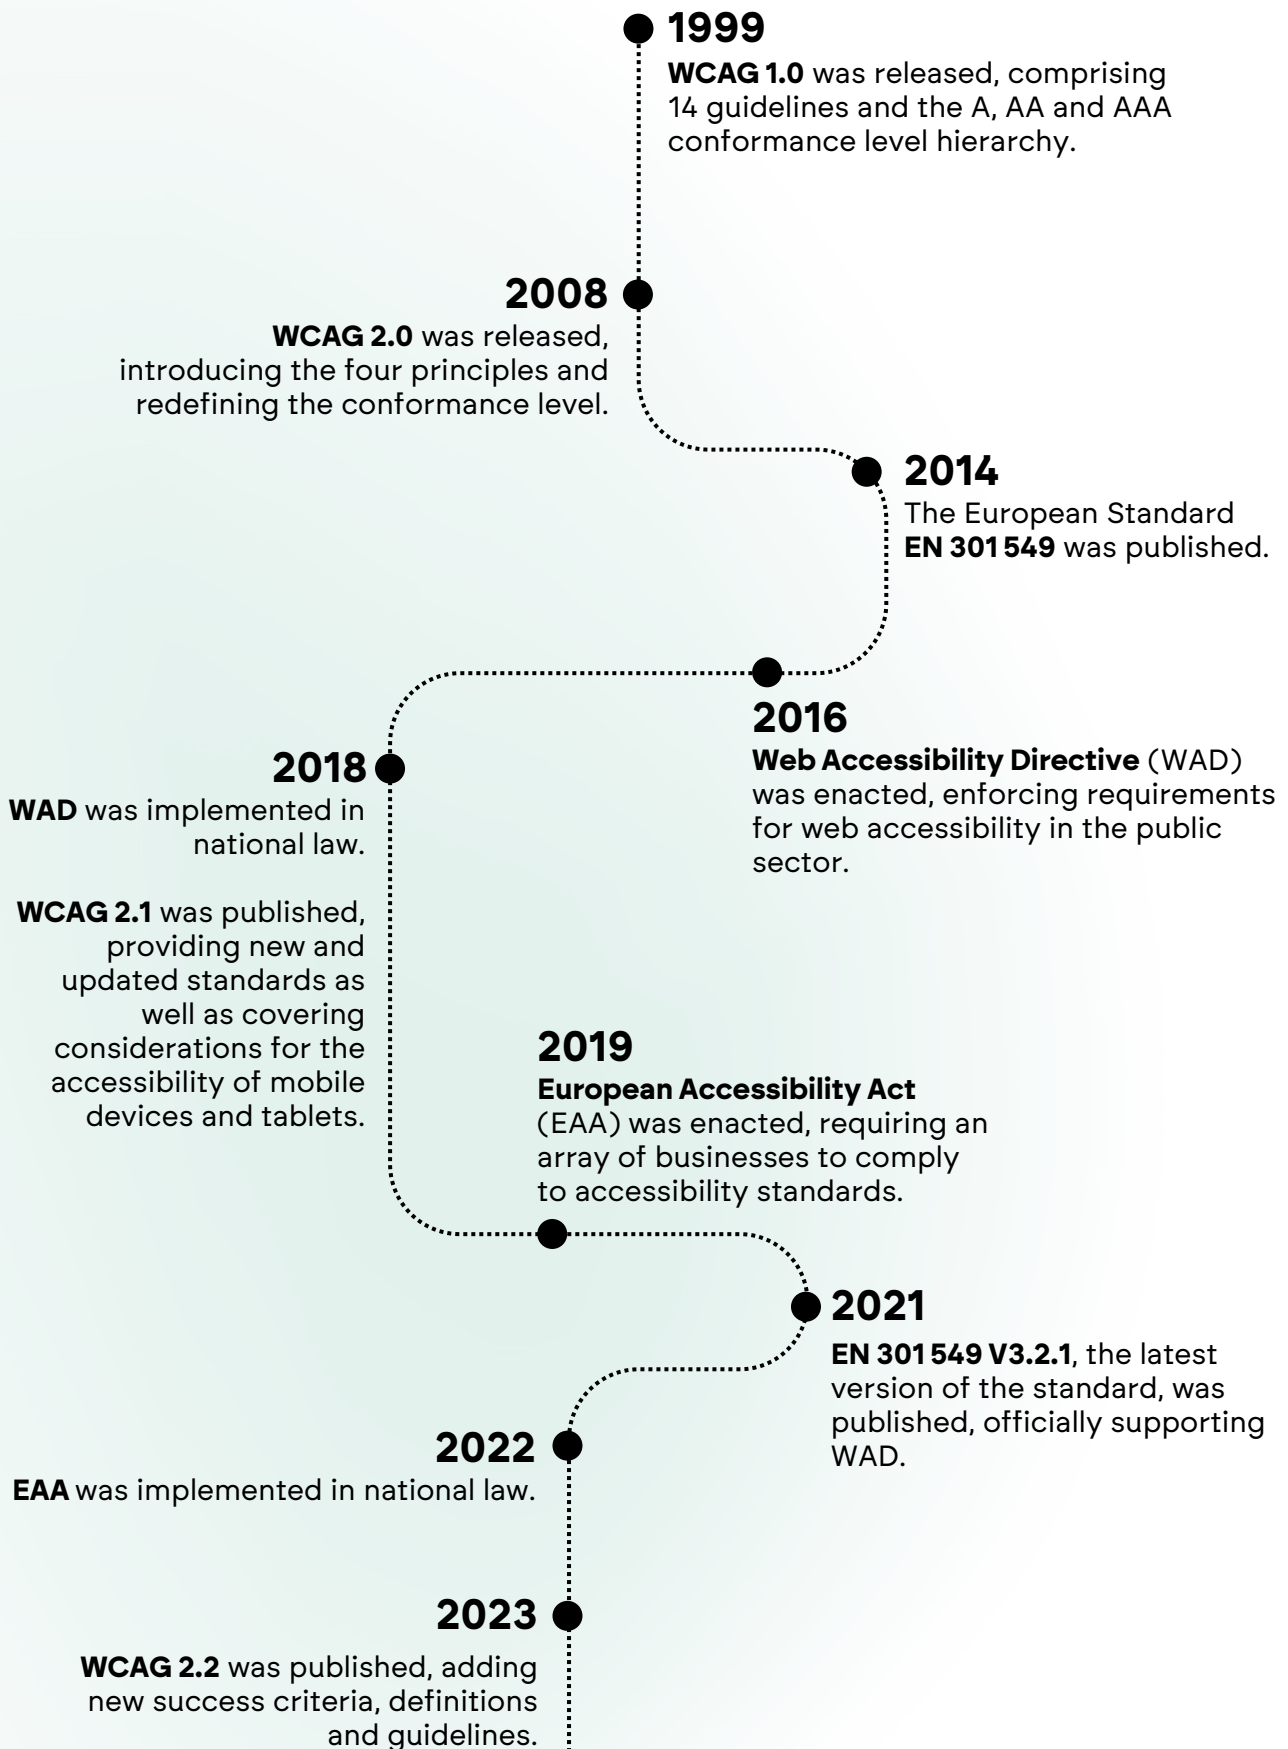 1999
WCAG 1.0 was released, comprising
14 guidelines and the A, AA and AAA
conformance level hierarchy.
2008
WCAG 2.0 was released,
introducing the four principles and
redefining the conformance level.
2014
The European Standard
EN 301 549 was published.
2016
Web Accessibility Directive (WAD)
was enacted, enforcing requirements
for web accessibility in the public
sector.
2018
WAD was implemented in
national law.
WCAG 2.1 was published,
providing new and
updated standards as
well as covering
considerations for the
accessibility of mobile
devices and tablets.
2019
European Accessibility Act
(EAA) was enacted, requiring an
array of businesses to comply
to accessibility standards.
2021
EN 301 549 V3.2.1, the latest
version of the standard, was
published, officially supporting
WAD.
2022
EAA was implemented in national law.
2023
WCAG 2.2 was published, adding
new success criteria, definitions
and guidelines.